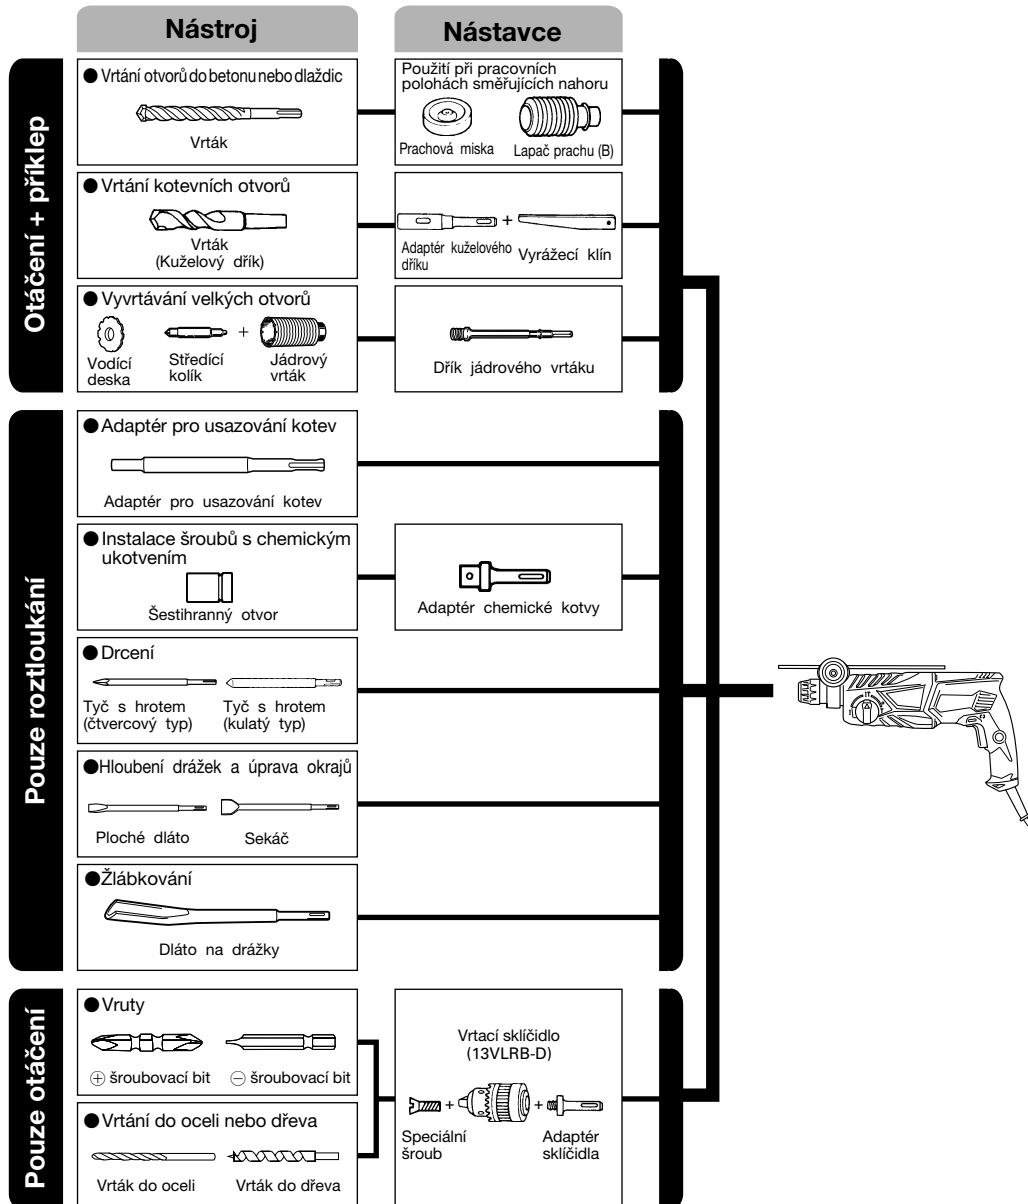 Nástroj
Nástavce
Otáčení + příklep
● Vrtání otvorů do betonu nebo dlaždic
Vrták
Použití při pracovních
polohách směřujících nahoru
Prachová miska
Lapač prachu (B)
● Vrtání kotevních otvorů
Vrták
(Kuželový dřík)
+
Adaptér kuželového
dříku
Vyrážecí klín
● Vyvrtávání velkých otvorů
+
Vodící
deska
Středící
kolík
Jádrový
vrták
Dřík jádrového vrtáku
Pouze roztloukání
● Adaptér pro usazování kotev
Adaptér pro usazování kotev
● Instalace šroubů s chemickým
ukotvením
Šestihranný otvor
Adaptér chemické kotvy
● Drcení
Tyč s hrotem
(čtvercový typ)
Tyč s hrotem
(kulatý typ)
● Hloubení drážek a úprava okrajů
Ploché dláto
Sekáč
● Žlábkování
Dláto na drážky
Pouze otáčení
● Vruty
⊕ šroubovací bit
⊖ šroubovací bit
● Vrtání do oceli nebo dřeva
Vrták do oceli
Vrták do dřeva
Vrtací sklíčidlo
(13VLRB-D)
+ +
Speciální
šroub
Adaptér
sklíčidla